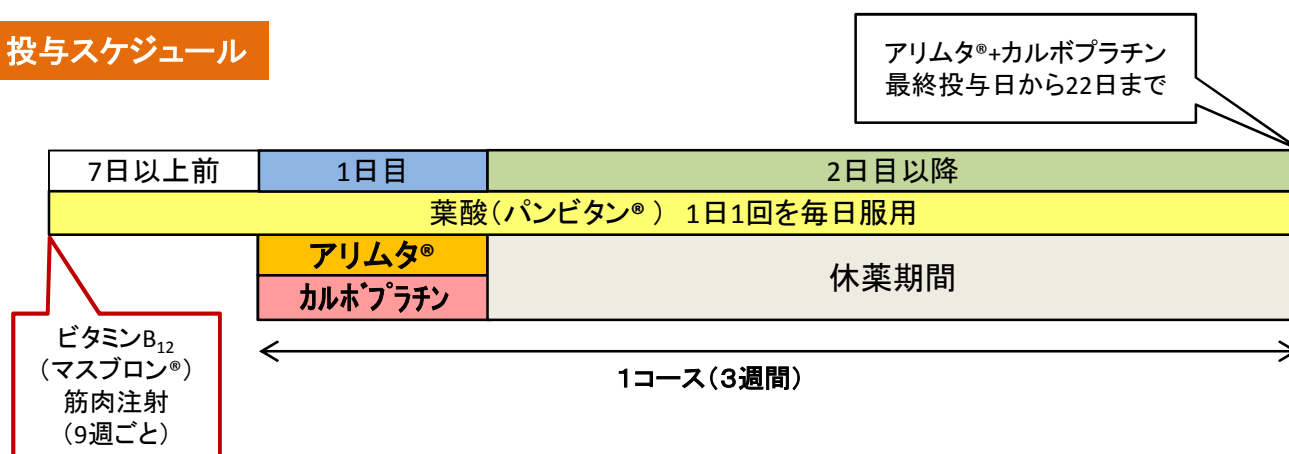 投与スケジュール
アリムタ®+カルボプラチン
最終投与日から22日まで
7日以上前
1日目
2日目以降
葉酸(パンビタン®) 1日1回を毎日服用
アリムタ®
カルボプラチン
休薬期間
ビタミンB₁₂
(マスブロン®)
筋肉注射
(9週ごと)
1コース(3週間)